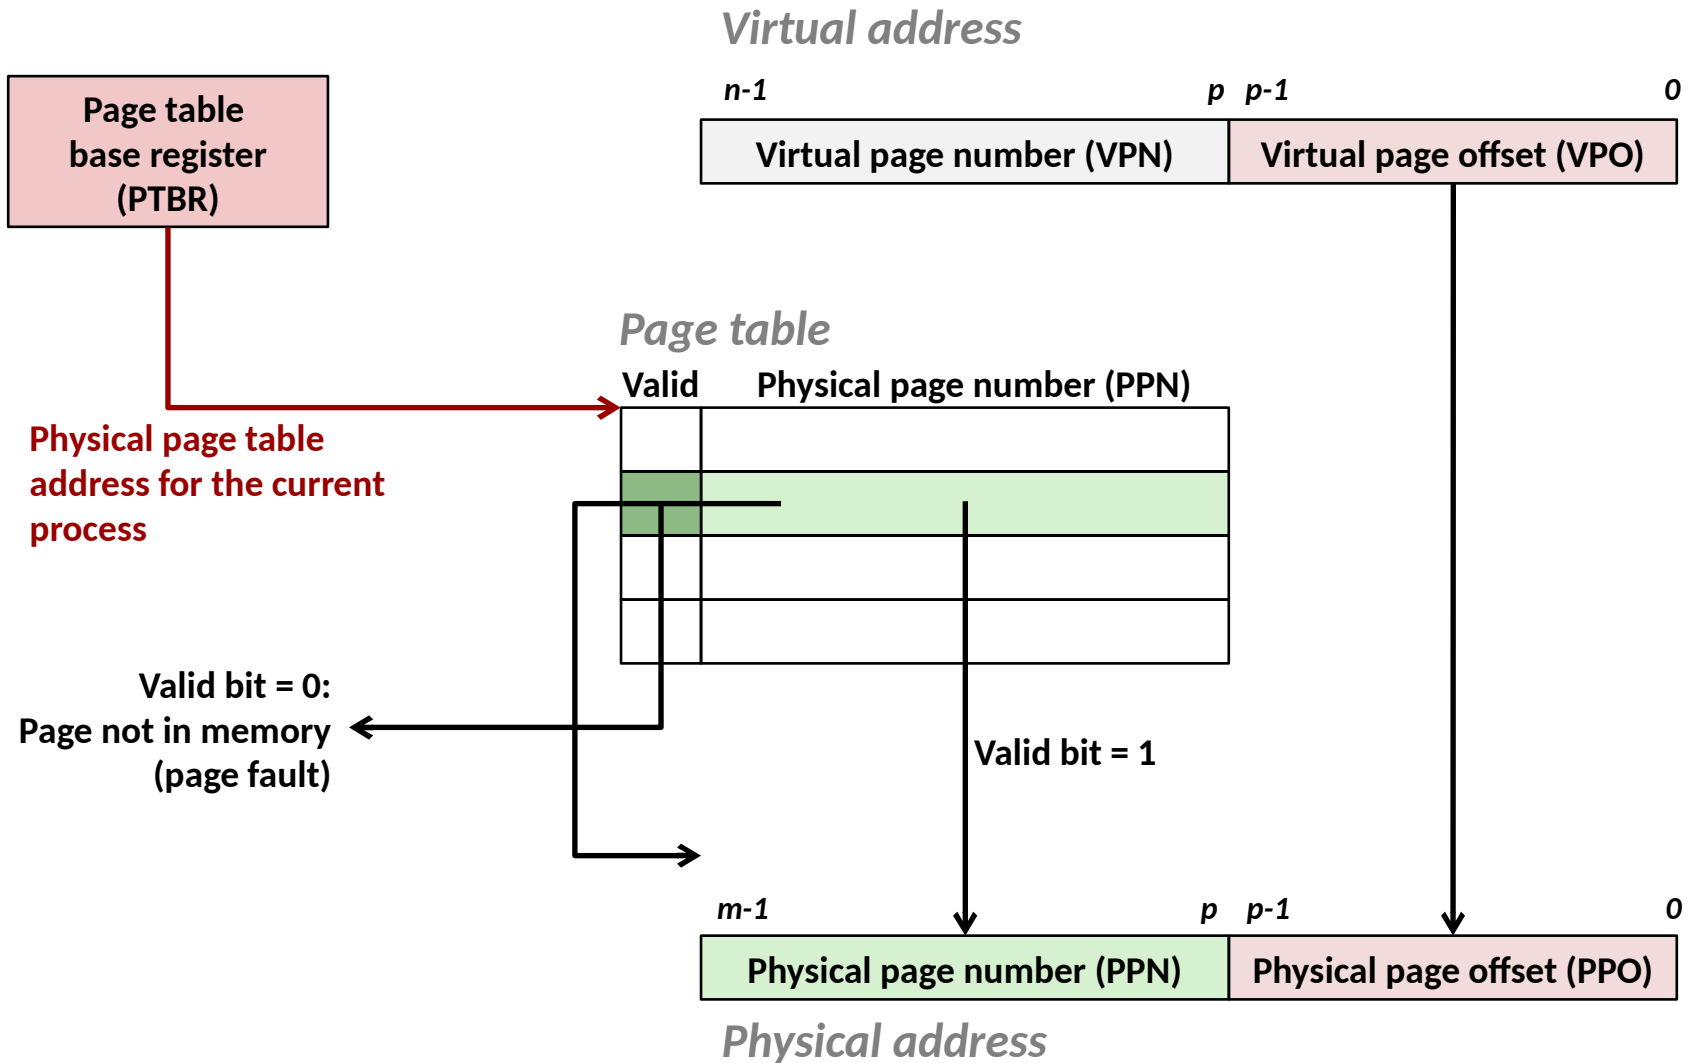 Virtual address
n-1 p p-1 0
Virtual page number (VPN) Virtual page offset (VPO)
Page table
base register
(PTBR)
Page table
Valid Physical page number (PPN)
Physical page table
address for the current
process
Valid bit = 0:
Page not in memory
(page fault)
Valid bit = 1
m-1 p p-1 0
Physical page number (PPN) Physical page offset (PPO)
Physical address